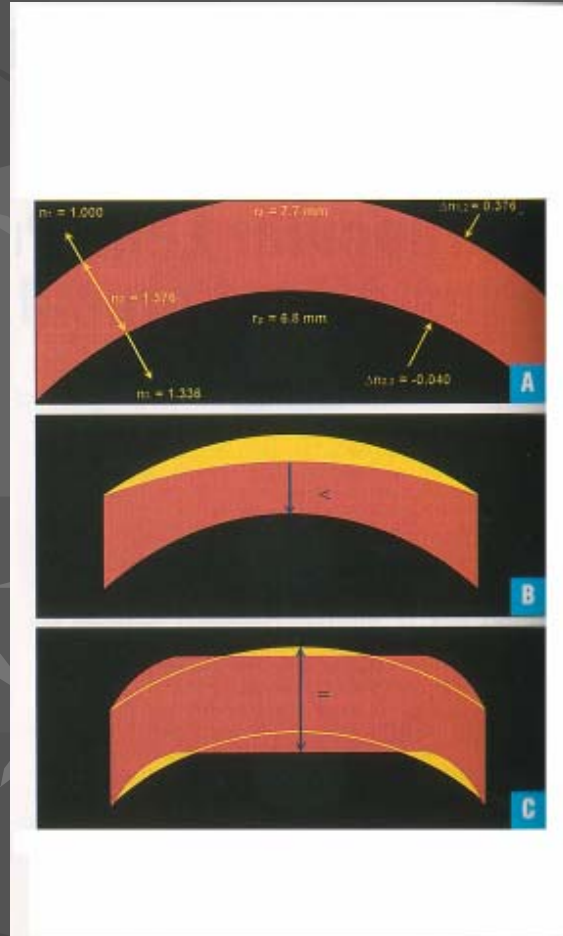 n₁ = 1.000
r₁ = 7.7 mm
Δn₁,₂ = 0.376
n₂ = 1.376
r₂ = 6.8 mm
n₃ = 1.336
Δn₂,₃ = -0.040
A
<
B
=
C